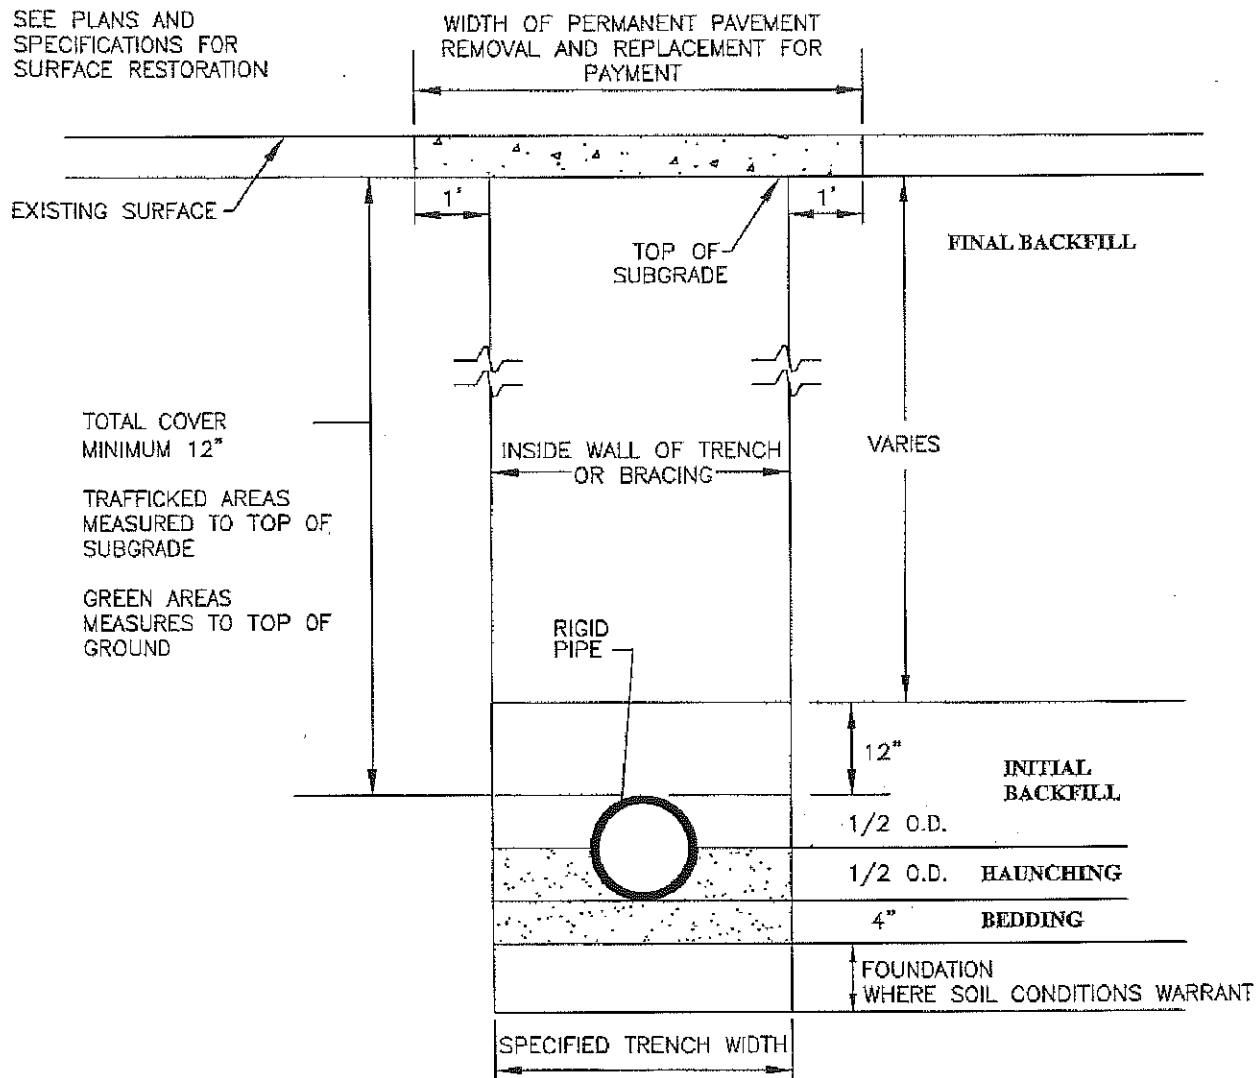 SEE PLANS AND
SPECIFICATIONS FOR
SURFACE RESTORATION
WIDTH OF PERMANENT PAVEMENT
REMOVAL AND REPLACEMENT FOR
PAYMENT
EXISTING SURFACE
1'
1'
TOP OF
SUBGRADE
FINAL BACKFILL
TOTAL COVER
MINIMUM 12"
TRAFFICKED AREAS
MEASURED TO TOP OF
SUBGRADE
GREEN AREAS
MEASURES TO TOP OF
GROUND
INSIDE WALL OF TRENCH
OR BRACING
VARIES
RIGID
PIPE
12"
INITIAL
BACKFILL
1/2 O.D.
1/2 O.D. HAUNCHING
4" BEDDING
FOUNDATION
WHERE SOIL CONDITIONS WARRANT
SPECIFIED TRENCH WIDTH